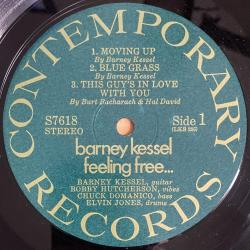 CONTEMPORARY
1. MOVING UP
By Barney Kessel
2. BLUE GRASS
By Barney Kessel
3. THIS GUY'S IN LOVE
WITH YOU
By Burt Bacharach & Hal David
S7618
STEREO
Side 1
(LKS 250)
barney kessel
feeling free...
BARNEY KESSEL, guitar
BOBBY HUTCHERSON, vibes
CHUCK DOMANICO, bass
ELVIN JONES, drums
RECORDS